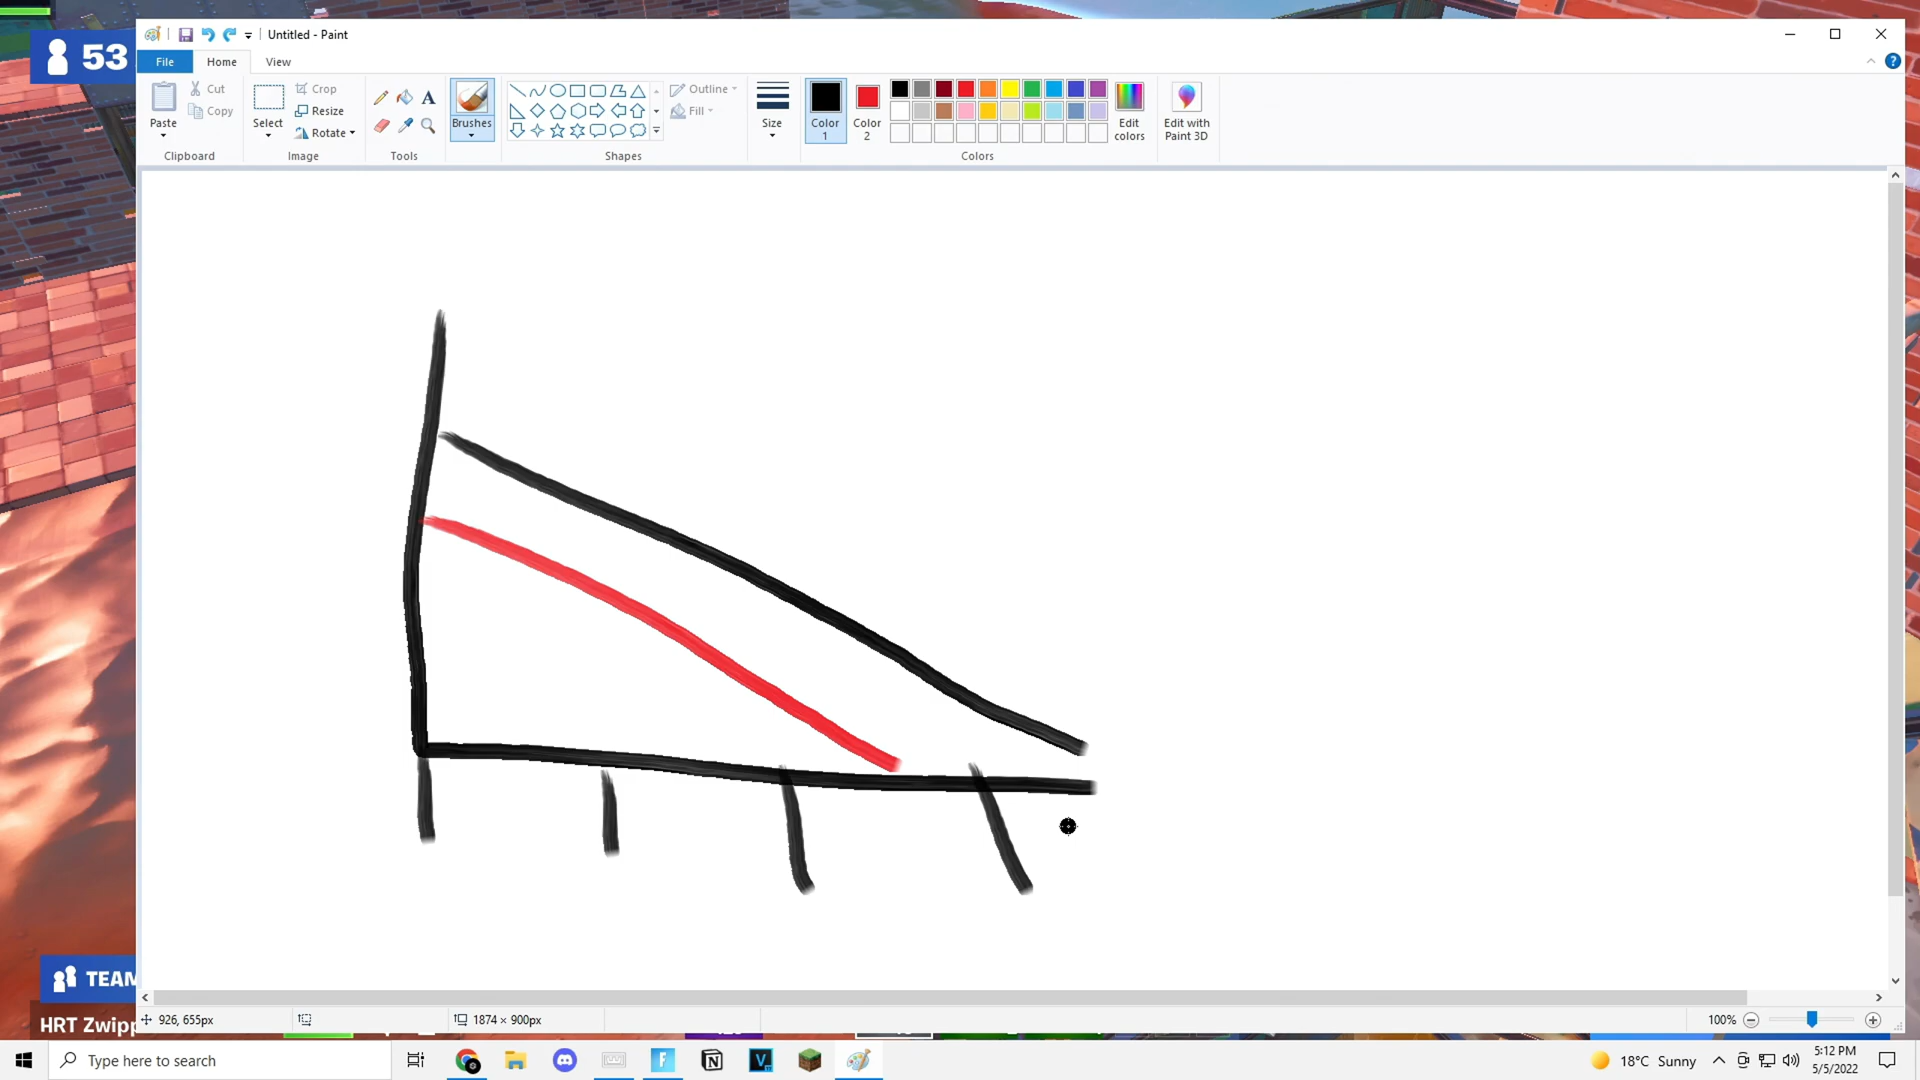 53
Untitled - Paint
File Home View
Paste
Cut
Copy
Clipboard
Select
Crop
Resize
Rotate
Image
A
Tools
Brushes
Outline
Fill
Shapes
Size
Color 1
Color 2
Edit colors
Colors
Edit with Paint 3D
TEAM
HRT Zwipp
926, 655px
1874 × 900px
100%
Type here to search
18°C Sunny
5:12 PM
5/5/2022